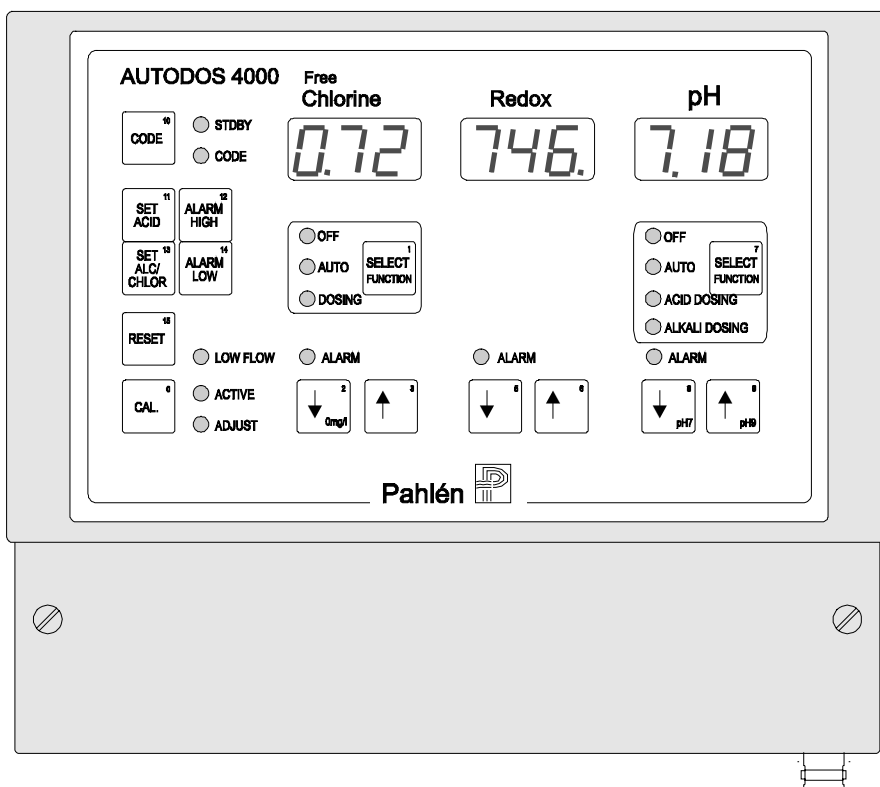 AUTODOS 4000
Free
Chlorine
Redox
pH
0.72
746.
7.18
10
CODE
STDBY
CODE
11
SET
ACID
12
ALARM
HIGH
13
SET
ALC/
CHLOR
14
ALARM
LOW
OFF
AUTO
DOSING
1
SELECT
FUNCTION
OFF
AUTO
ACID DOSING
ALKALI DOSING
7
SELECT
FUNCTION
15
RESET
LOW FLOW
ALARM
ALARM
ALARM
0
CAL.
ACTIVE
ADJUST
2
↓
0mg/l
3
↑
5
↓
6
↑
8
↓
pH7
9
↑
pH9
Pahlén